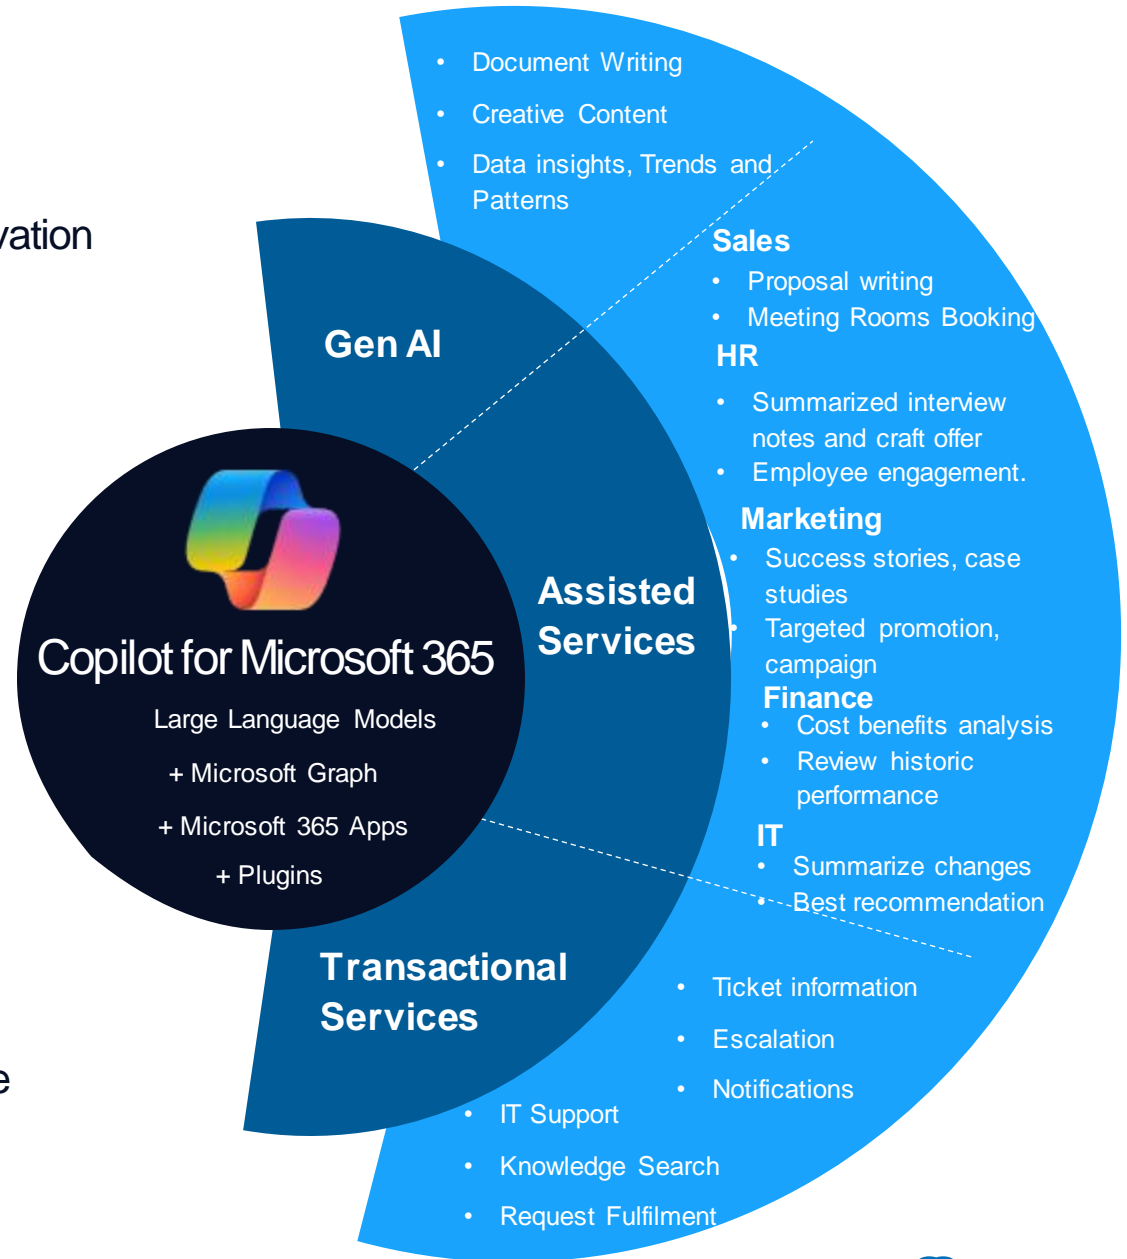 • Document Writing
• Creative Content
• Data insights, Trends and
Patterns
vation
Gen AI
Sales
• Proposal writing
• Meeting Rooms Booking
HR
• Summarized interview
notes and craft offer
• Employee engagement.
Marketing
• Success stories, case
studies
• Targeted promotion,
campaign
Finance
• Cost benefits analysis
• Review historic
performance
IT
• Summarize changes
• Best recommendation
Assisted
Services
Copilot for Microsoft 365
Large Language Models
+ Microsoft Graph
+ Microsoft 365 Apps
+ Plugins
Transactional
Services
• Ticket information
• Escalation
• Notifications
e
• IT Support
• Knowledge Search
• Request Fulfilment